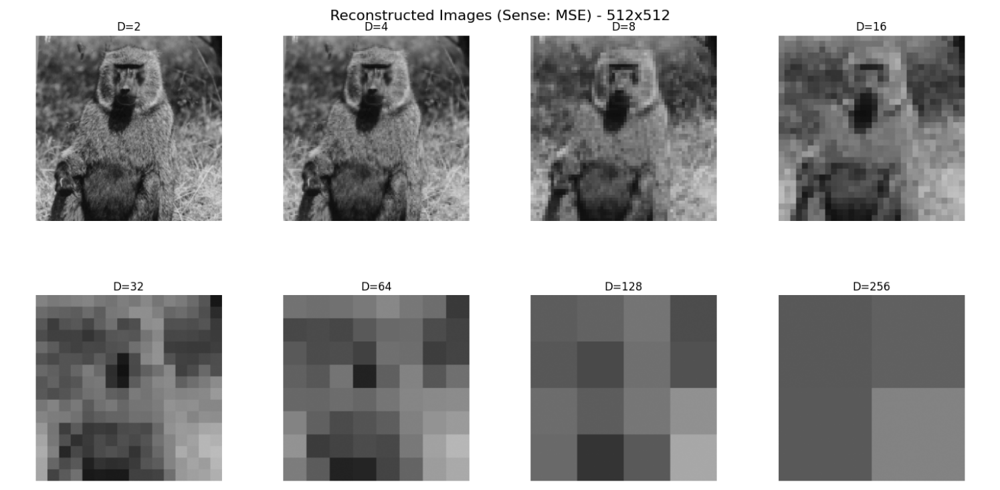 Reconstructed Images (Sense: MSE) - 512x512
D=2
D=4
D=8
D=16
D=32
D=64
D=128
D=256